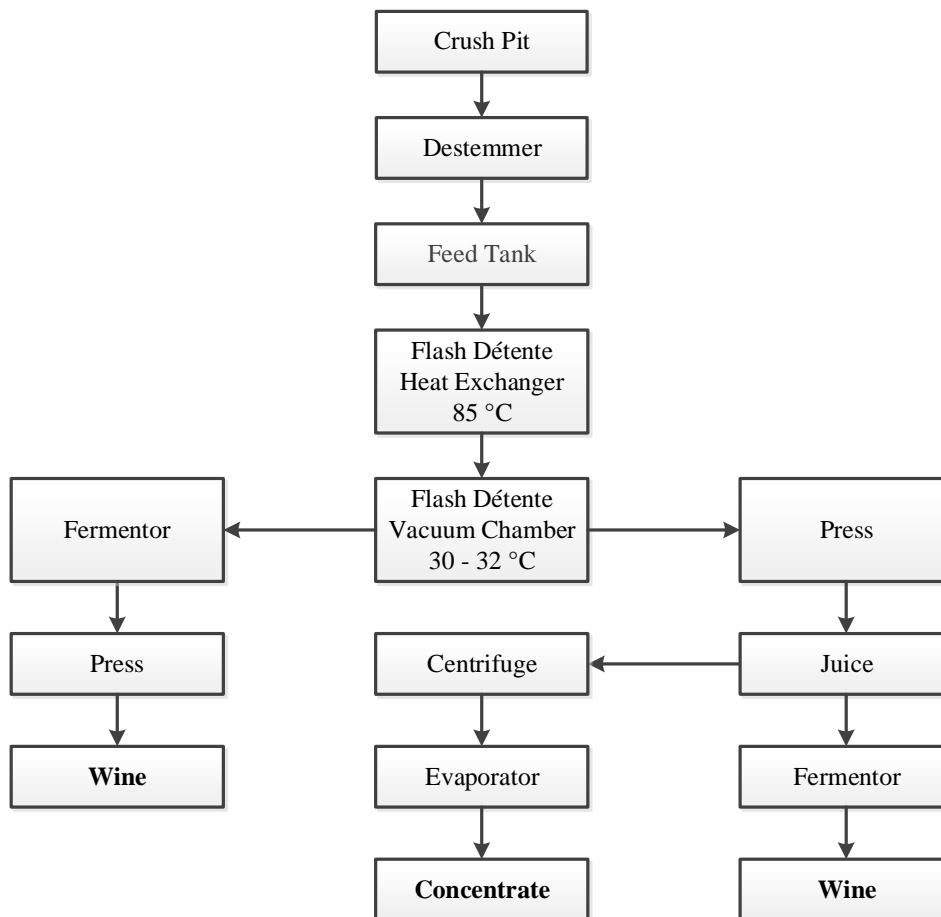 Crush Pit
Destemmer
Feed Tank
Flash Détente
Heat Exchanger
85 °C
Fermentor
Flash Détente
Vacuum Chamber
30 - 32 °C
Press
Press
Centrifuge
Juice
Wine
Evaporator
Fermentor
Concentrate
Wine